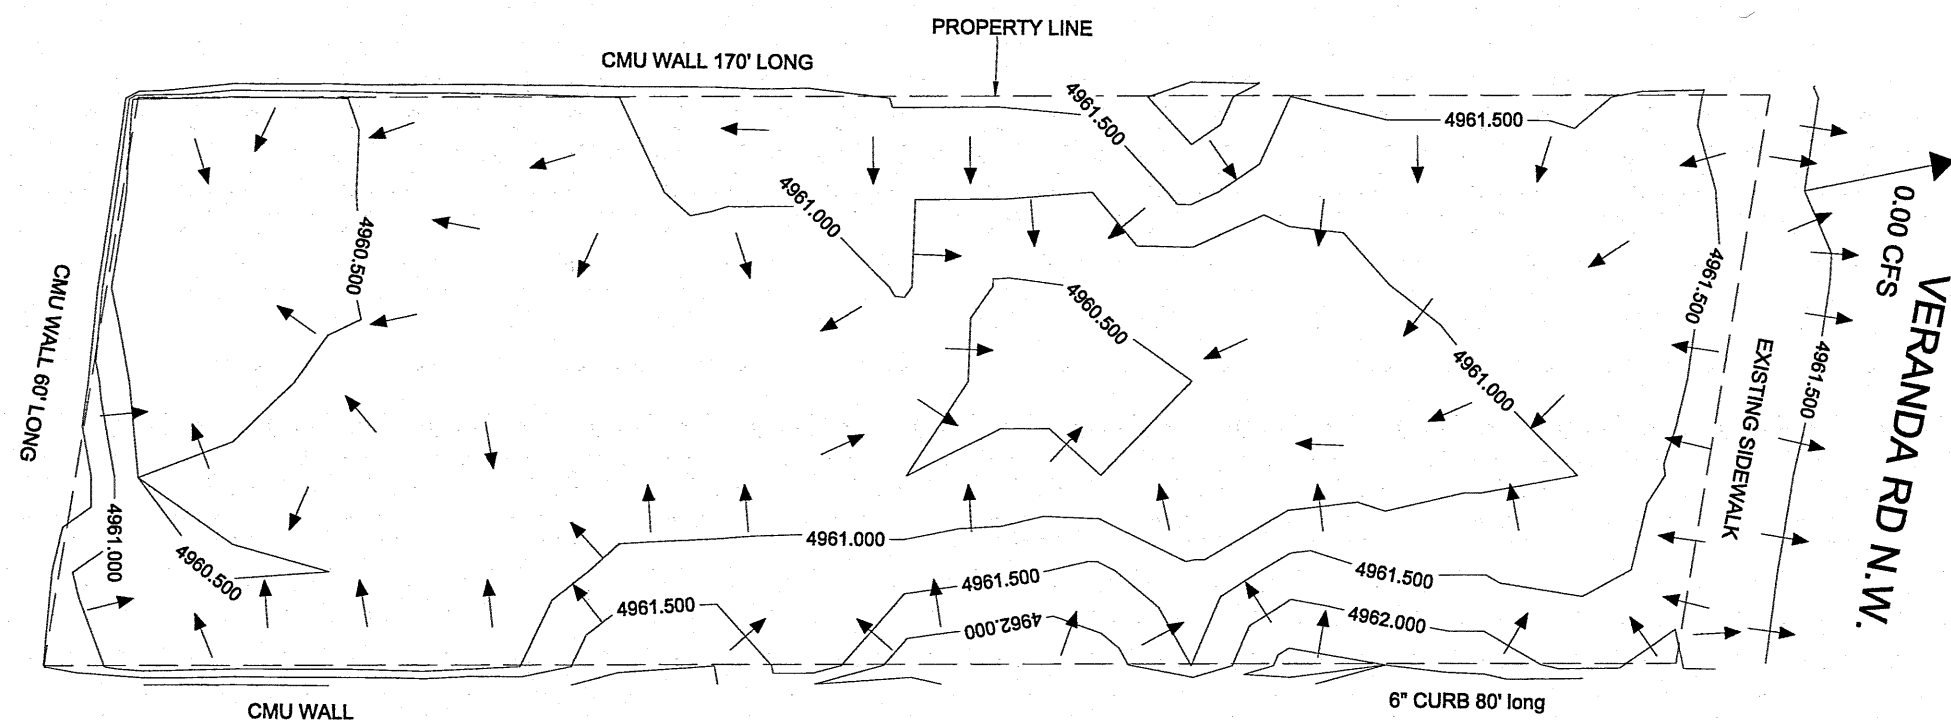 PROPERTY LINE
CMU WALL 170' LONG
4961.500
4961.500
4961.000
4960.500
4961.500
0.00 CFS
VERANDA RD N.W.
CMU WALL 60' LONG
4960.500
4961.000
EXISTING SIDEWALK
4961.500
4961.000
4960.500
4961.000
4961.500
4961.500
4961.500
4962.000
4962.000
6" CURB 80' long
CMU WALL